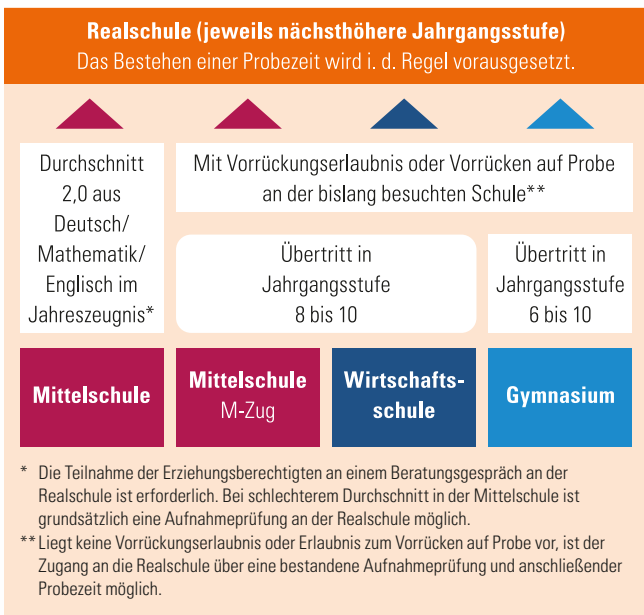 Realschule (jeweils nächsthöhere Jahrgangsstufe)
Das Bestehen einer Probezeit wird i. d. Regel vorausgesetzt.
Durchschnitt
2,0 aus
Deutsch/
Mathematik/
Englisch im
Jahreszeugnis*
Mit Vorrückungserlaubnis oder Vorrücken auf Probe
an der bislang besuchten Schule**
Übertritt in
Jahrgangsstufe
8 bis 10
Übertritt in
Jahrgangsstufe
6 bis 10
Mittelschule
Mittelschule
M-Zug
Wirtschafts-
schule
Gymnasium
* Die Teilnahme der Erziehungsberechtigten an einem Beratungsgespräch an der
Realschule ist erforderlich. Bei schlechterem Durchschnitt in der Mittelschule ist
grundsätzlich eine Aufnahmeprüfung an der Realschule möglich.
** Liegt keine Vorrückungserlaubnis oder Erlaubnis zum Vorrücken auf Probe vor, ist der
Zugang an die Realschule über eine bestandene Aufnahmeprüfung und anschließender
Probezeit möglich.